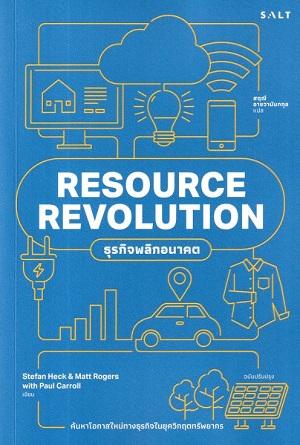 SALT
สฤณี
อาชวานันทกุล
แปล
RESOURCE
REVOLUTION
ธุรกิจพลิกอนาคต
Stefan Heck & Matt Rogers
with Paul Carroll
เขียน
ฉบับปรับปรุง
ค้นหาโอกาสใหม่ทางธุรกิจในยุควิกฤตทรัพยากร